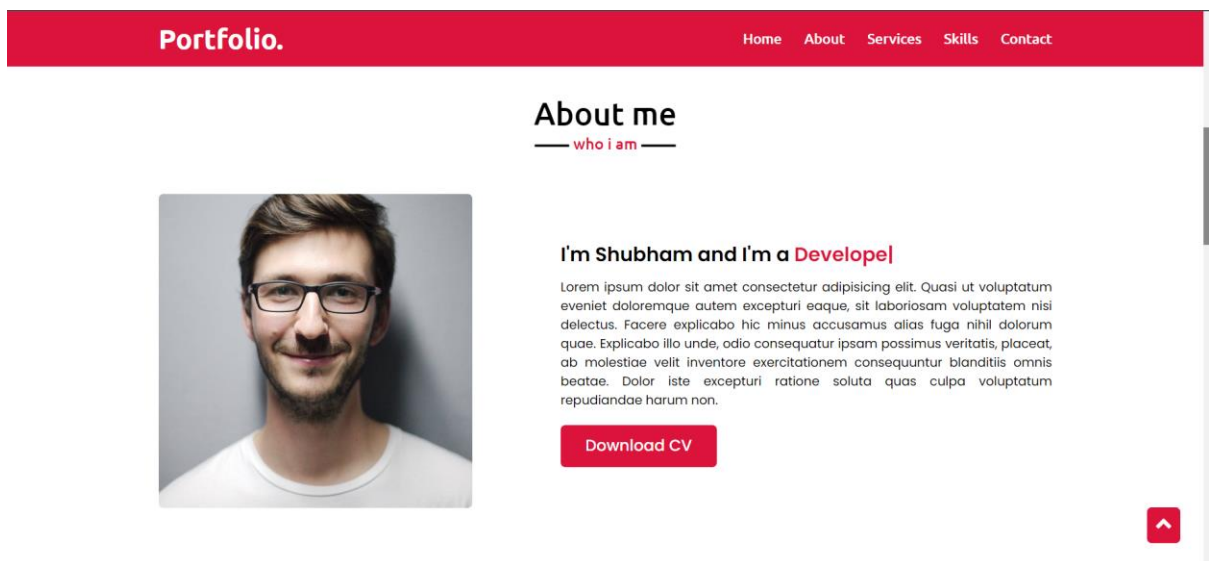 Portfolio.
Home About Services Skills Contact
About me
who i am
I'm Shubham and I'm a Develope|
Lorem ipsum dolor sit amet consectetur adipisicing elit. Quasi ut voluptatum
eveniet doloremque autem excepturi eaque, sit laboriosam voluptatem nisi
delectus. Facere explicabo hic minus accusamus alias fuga nihil dolorum
quae. Explicabo illo unde, odio consequatur ipsam possimus veritatis, placeat,
ab molestiae velit inventore exercitationem consequuntur blanditiis omnis
beatae. Dolor iste excepturi ratione soluta quas culpa voluptatum
repudiandae harum non.
Download CV